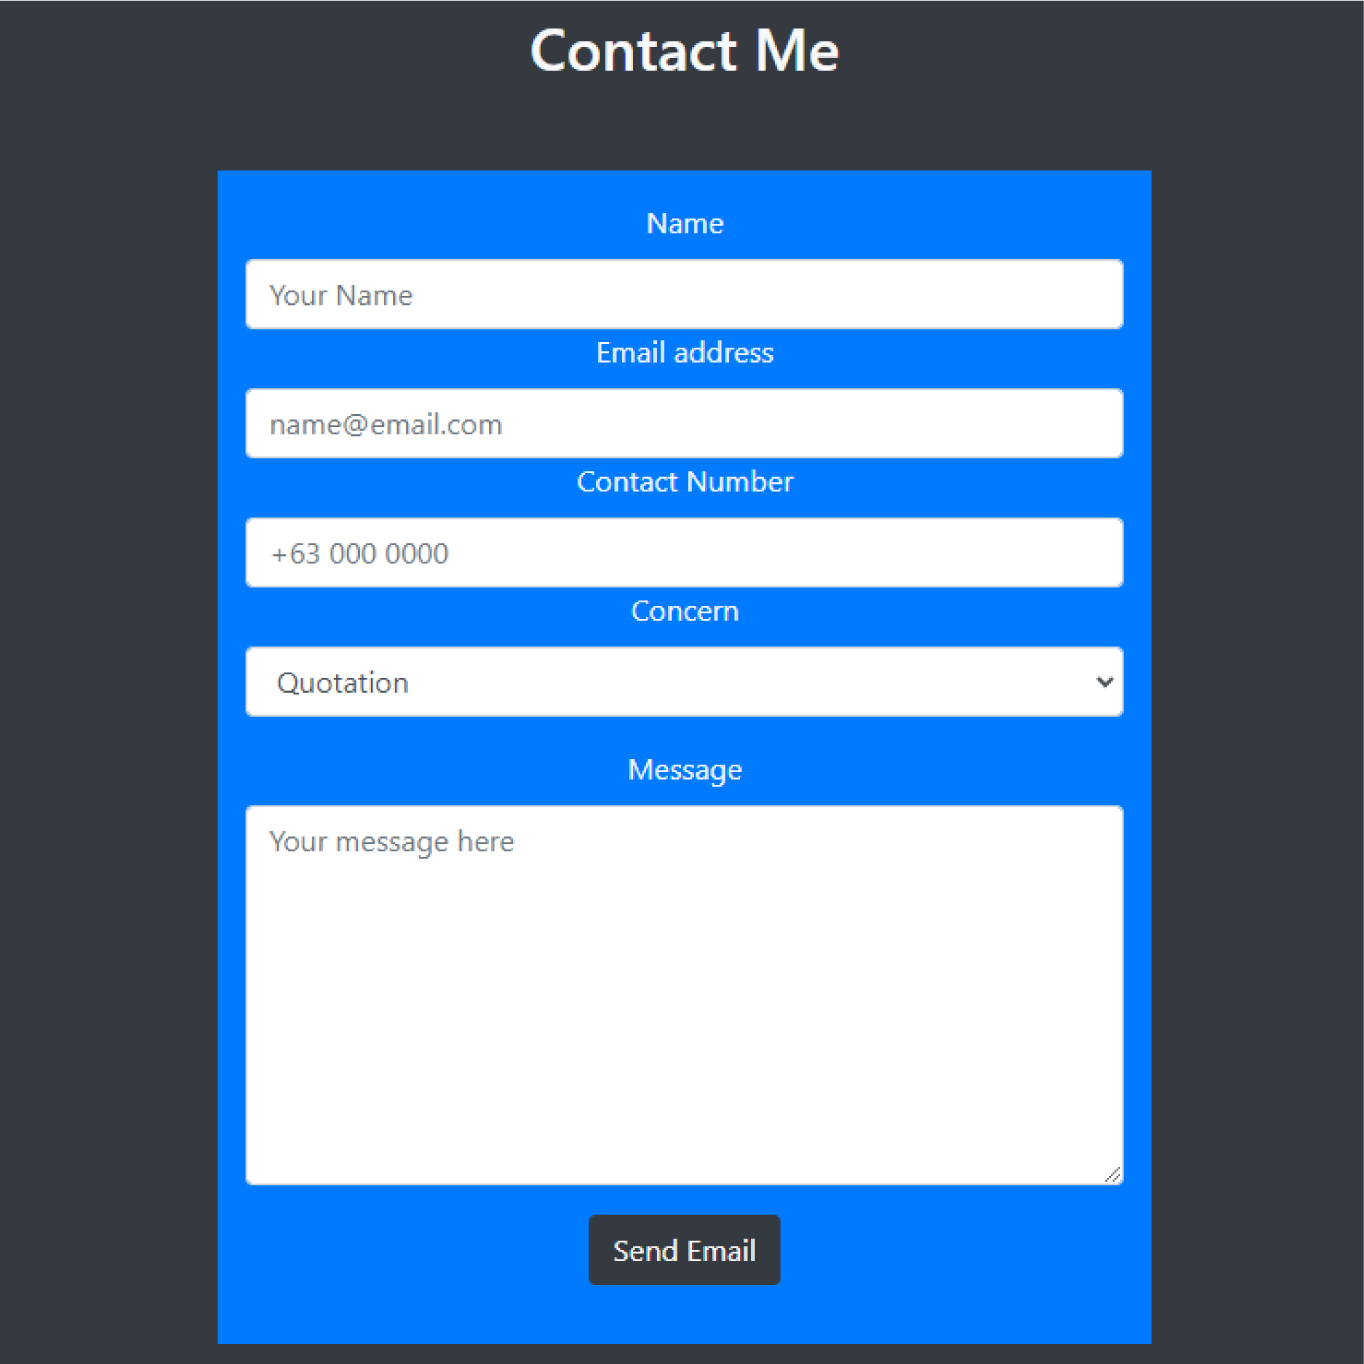 Contact Me
Name
Your Name
Email address
name@email.com
Contact Number
+63 000 0000
Concern
Quotation
Message
Your message here
Send Email